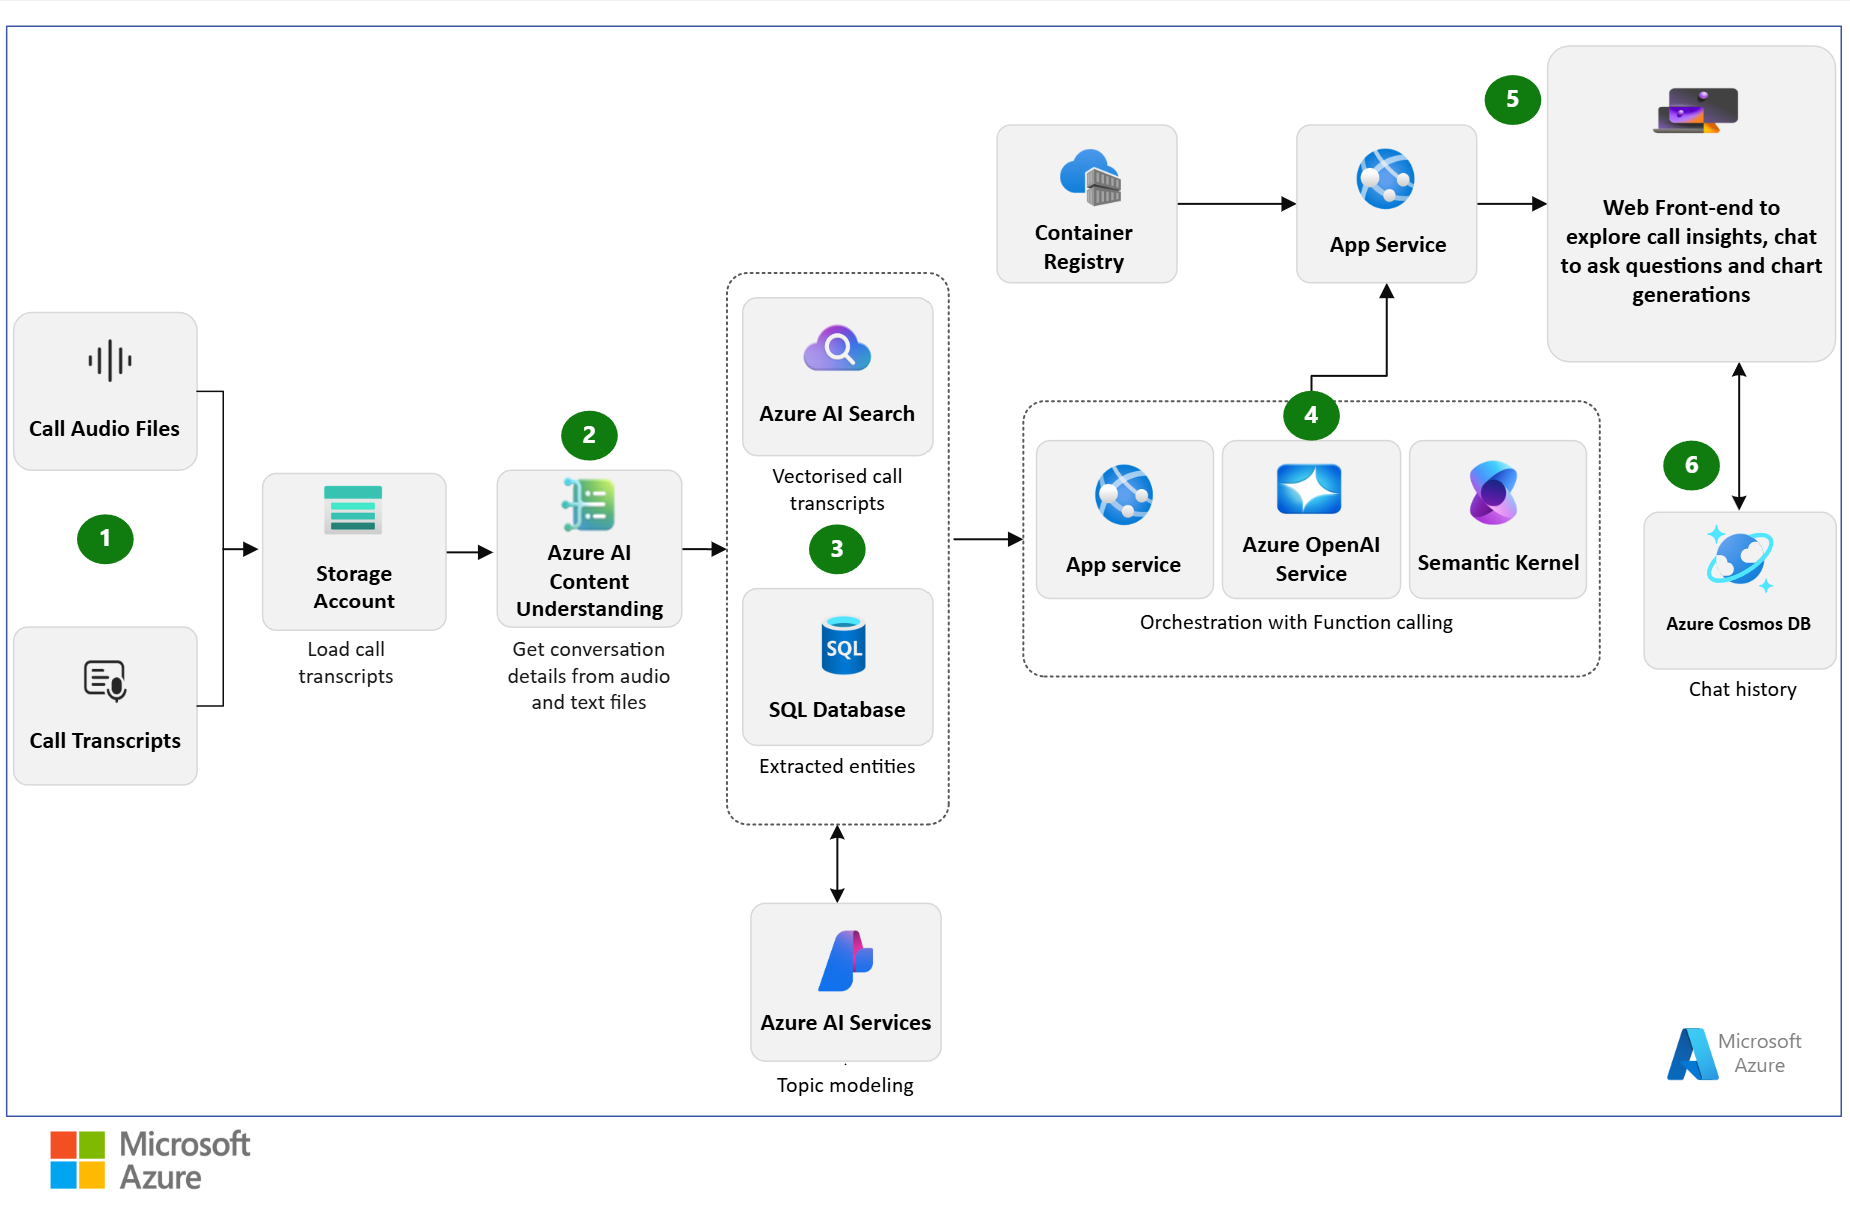 1
Call Audio Files
Call Transcripts
Storage
Account
Load call
transcripts
2
Azure AI
Content
Understanding
Get conversation
details from audio
and text files
Azure AI Search
Vectorised call
transcripts
3
SQL
SQL Database
Extracted entities
Azure AI Services
Topic modeling
Container
Registry
App Service
4
App service
Azure OpenAI
Service
Semantic Kernel
Orchestration with Function calling
5
Web Front-end to
explore call insights, chat
to ask questions and chart
generations
6
Azure Cosmos DB
Chat history
Microsoft
Azure
Microsoft
Azure